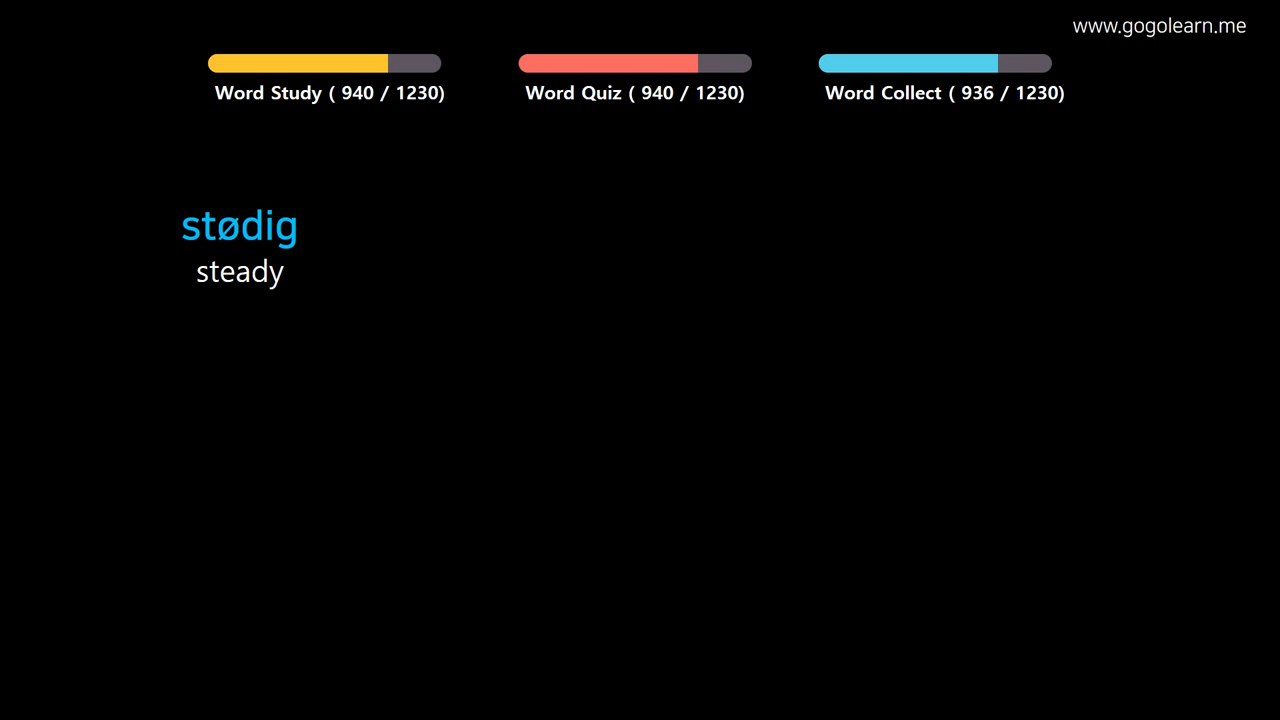 www.gogolearn.me
Word Study ( 940 / 1230)
Word Quiz ( 940 / 1230)
Word Collect ( 936 / 1230)
stødig
steady